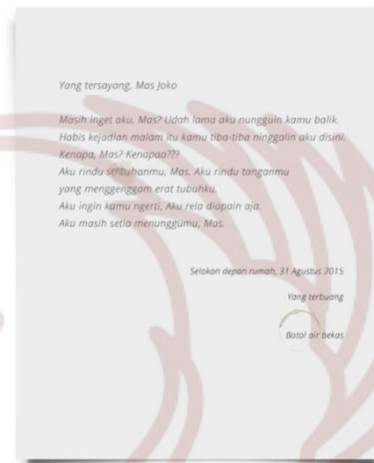 Yang tersayang, Mas Joko
Masih inget aku, Mas? Udah lama aku nungguin kamu balik.
Habis kejadian malam itu kamu tiba-tiba ninggalin aku disini.
Kenapa, Mas? Kenapaa???
Aku rindu sentuhanmu, Mas. Aku rindu tanganmu
yang menggenggam erat tubuhku.
Aku ingin kamu ngerti, Aku rela diapain aja.
Aku masih setia menunggumu, Mas.
Selokan depan rumah, 31 Agustus 2015
Yang terbuang
Botol air bekas